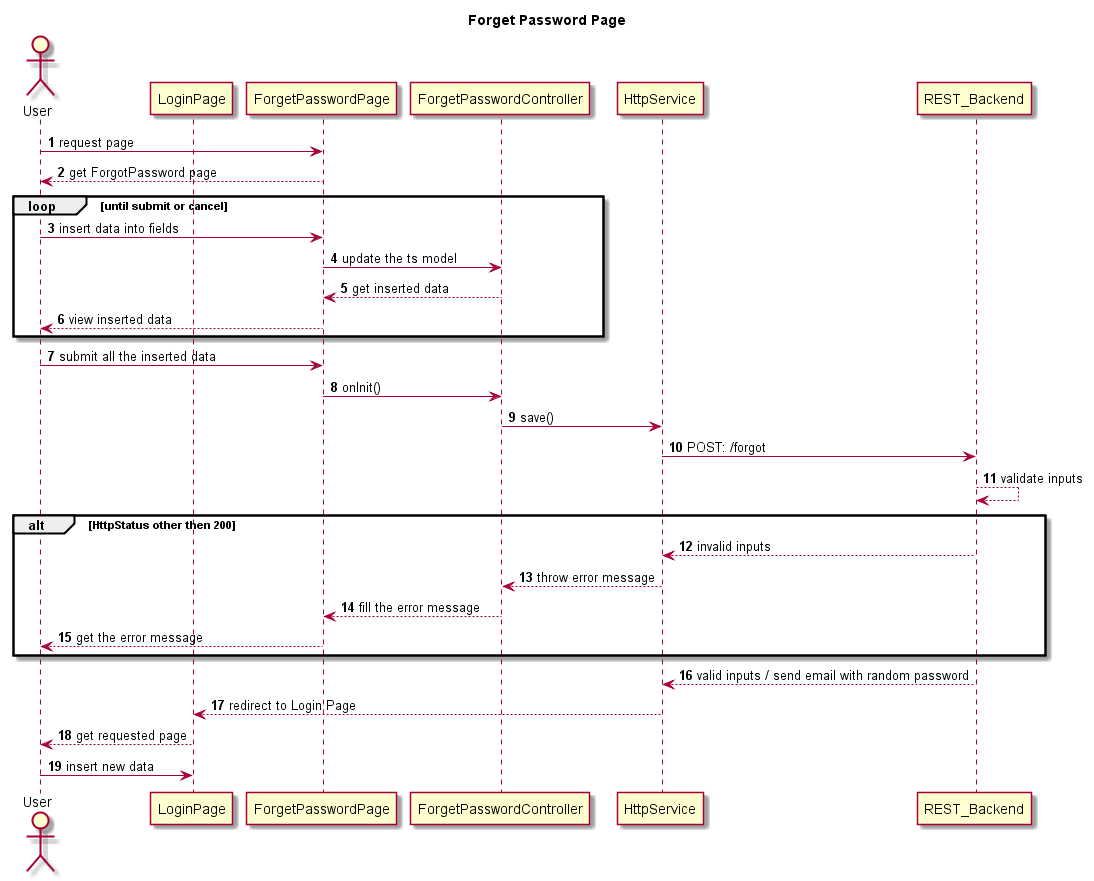 Forget Password Page
User
LoginPage
ForgetPasswordPage
ForgetPasswordController
HttpService
REST_Backend
1 request page
2 get ForgotPassword page
loop [until submit or cancel]
3 insert data into fields
4 update the ts model
5 get inserted data
6 view inserted data
7 submit all the inserted data
8 onInit()
9 save()
10 POST: /forgot
11 validate inputs
alt [HttpStatus other then 200]
12 invalid inputs
13 throw error message
14 fill the error message
15 get the error message
16 valid inputs / send email with random password
17 redirect to Login Page
18 get requested page
19 insert new data
User
LoginPage
ForgetPasswordPage
ForgetPasswordController
HttpService
REST_Backend